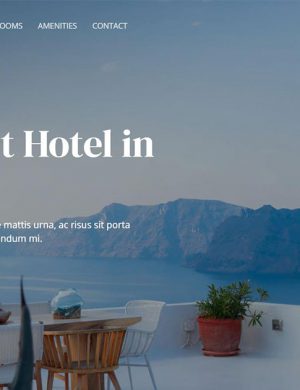 OOMS AMENITIES CONTACT
t Hotel in
mattis urna, ac risus sit porta
ndum mi.